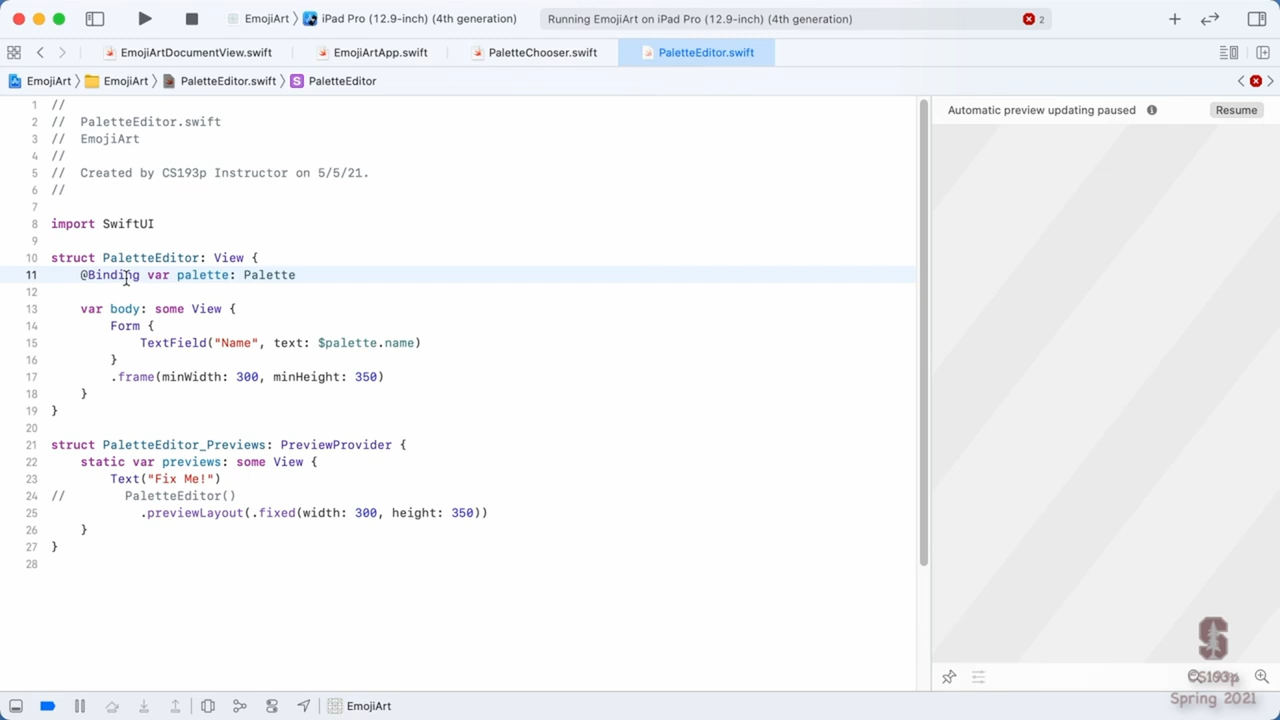 EmojiArt 〉 iPad Pro (12.9-inch) (4th generation)
Running EmojiArt on iPad Pro (12.9-inch) (4th generation)
2
EmojiArtDocumentView.swift
EmojiArtApp.swift
PaletteChooser.swift
PaletteEditor.swift
EmojiArt 〉 EmojiArt 〉 PaletteEditor.swift 〉 S PaletteEditor
1 //
2 //  PaletteEditor.swift
3 //  EmojiArt
4 //
5 //  Created by CS193p Instructor on 5/5/21.
6 //
7
8 import SwiftUI
9
10 struct PaletteEditor: View {
11     @Binding var palette: Palette
12
13     var body: some View {
14         Form {
15             TextField("Name", text: $palette.name)
16         }
17         .frame(minWidth: 300, minHeight: 350)
18     }
19 }
20
21 struct PaletteEditor_Previews: PreviewProvider {
22     static var previews: some View {
23         Text("Fix Me!")
24 //        PaletteEditor()
25             .previewLayout(.fixed(width: 300, height: 350))
26     }
27 }
28
Automatic preview updating paused
Resume
S
CS193p
Spring 2021
EmojiArt